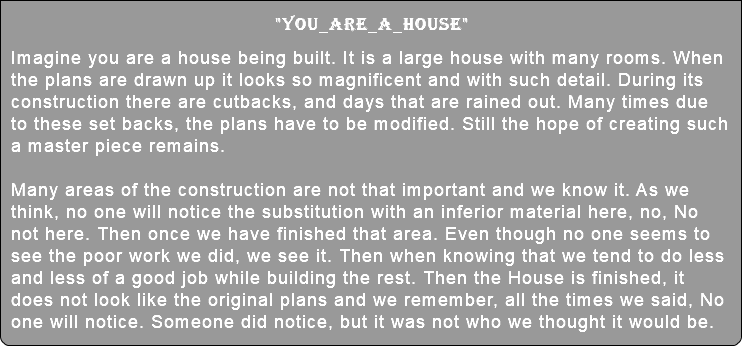 "YOU_ARE_A_HOUSE"
Imagine you are a house being built. It is a large house with many rooms. When
the plans are drawn up it looks so magnificent and with such detail. During its
construction there are cutbacks, and days that are rained out. Many times due
to these set backs, the plans have to be modified. Still the hope of creating such
a master piece remains.
Many areas of the construction are not that important and we know it. As we
think, no one will notice the substitution with an inferior material here, no, No
not here. Then once we have finished that area. Even though no one seems to
see the poor work we did, we see it. Then when knowing that we tend to do less
and less of a good job while building the rest. Then the House is finished, it
does not look like the original plans and we remember, all the times we said, No
one will notice. Someone did notice, but it was not who we thought it would be.